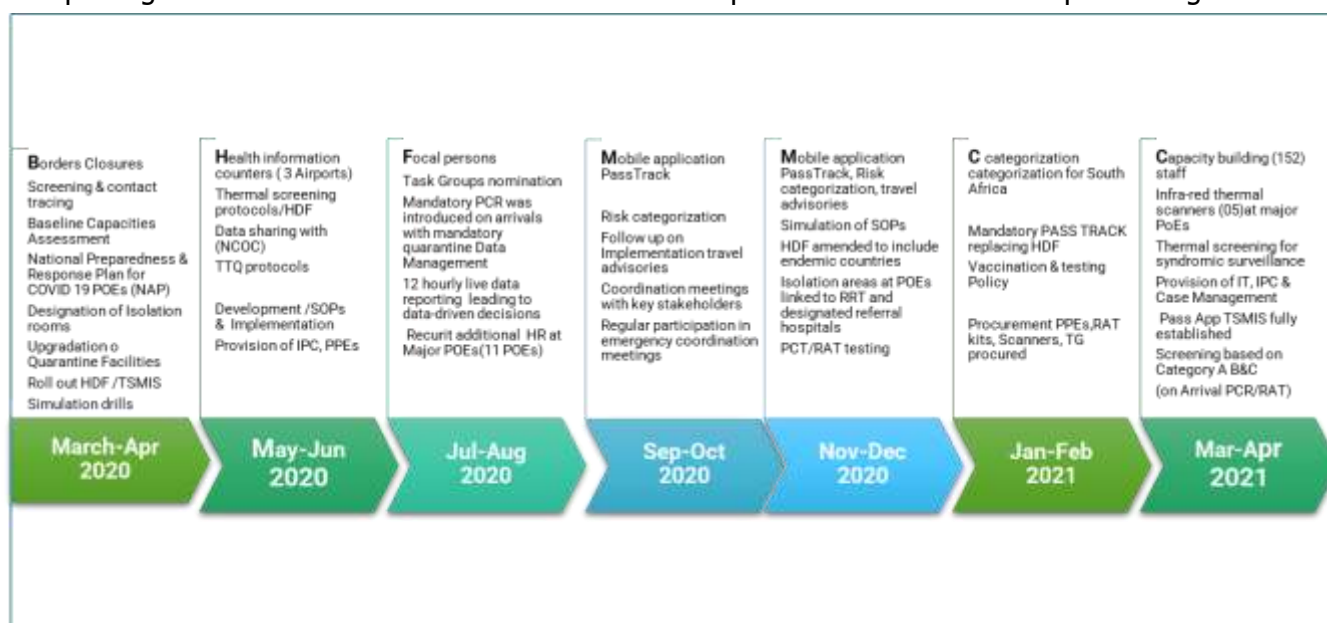 Borders Closures
Screening & contact
tracing
Baseline Capacities
Assessment
National Preparedness &
Response Plan for
COVID 19 POEs (NAP)
Designation of Isolation
rooms
Upgradation o
Quarantine Facilities
Roll out HDF /TSMIS
Simulation drills
March-Apr
2020
Health information
counters ( 3 Airports)
Thermal screening
protocols/HDF
Data sharing with
(NCOC)
TTQ protocols
Development /SOPs
& Implementation
Provision of IPC, PPEs
May-Jun
2020
Focal persons
Task Groups nomination
Mandatory PCR was
introduced on arrivals
with mandatory
quarantine Data
Management
12 hourly live data
reporting leading to
data-driven decisions
Recurit additional HR at
Major POEs(11 POEs)
Jul-Aug
2020
Mobile application
PassTrack
Risk categorization
Follow up on
Implementation travel
advisories
Coordination meetings
with key stakeholders
Regular participation in
emergency coordination
meetings
Sep-Oct
2020
Mobile application
PassTrack, Risk
categorization, travel
advisories
Simulation of SOPs
HDF amended to include
endemic countries
Isolation areas at POEs
linked to RRT and
designated referral
hospitals
PCT/RAT testing
Nov-Dec
2020
C categorization
categorization for South
Africa
Mandatory PASS TRACK
replacing HDF
Vaccination & testing
Policy
Procurement PPEs,RAT
kits, Scanners, TG
procured
Jan-Feb
2021
Capacity building (152)
staff
Infra-red thermal
scanners (05)at major
PoEs
Thermal screening for
syndromic surveillance
Provision of IT, IPC &
Case Management
Pass App TSMIS fully
established
Screening based on
Category A B&C
(on Arrival PCR/RAT)
Mar-Apr
2021